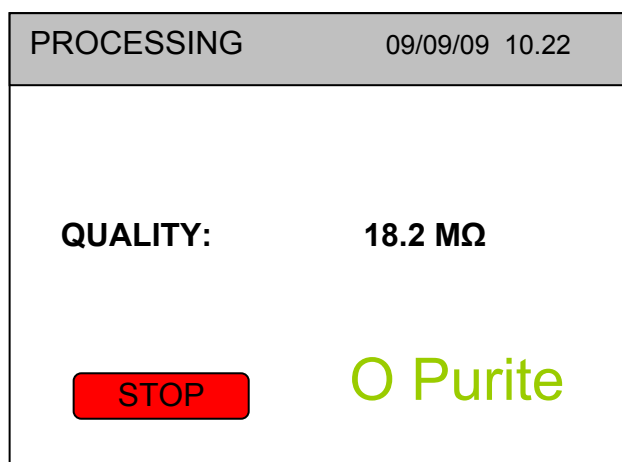 PROCESSING 09/09/09 10.22
QUALITY: 18.2 MΩ
STOP O Purite